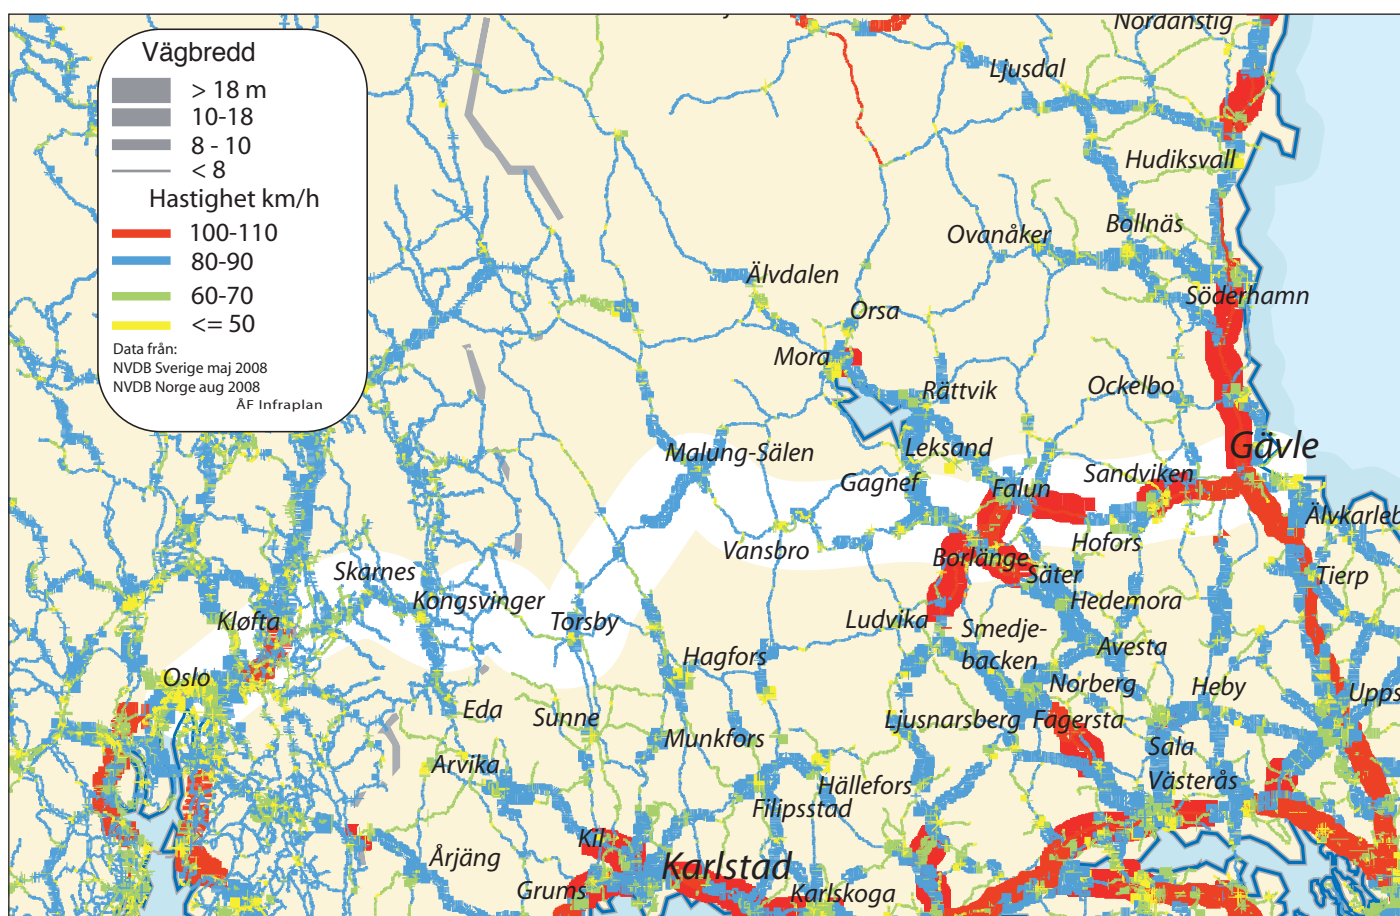 Vägbredd
> 18 m
10-18
8 - 10
< 8
Hastighet km/h
100-110
80-90
60-70
<= 50
Data från:
NVDB Sverige maj 2008
NVDB Norge aug 2008
ÅF Infraplan
Nordanstig
Ljusdal
Hudiksvall
Bollnäs
Ovanåker
Älvdalen
Söderhamn
Orsa
Mora
Rättvik
Ockelbo
Leksand
Gävle
Malung-Sälen
Gagnef
Falun
Sandviken
Älvkarleb
Vansbro
Borlänge
Hofors
Skarnes
Säter
Tierp
Kongsvinger
Hedemora
Kløfta
Torsby
Ludvika
Smedje-
backen
Avesta
Hagfors
Oslo
Norberg
Heby
Upps
Eda
Sunne
Ljusnarsberg
Fagersta
Munkfors
Sala
Arvika
Hällefors
Västerås
Filipsstad
Kil
Årjäng
Karlstad
Grums
Karlskoga